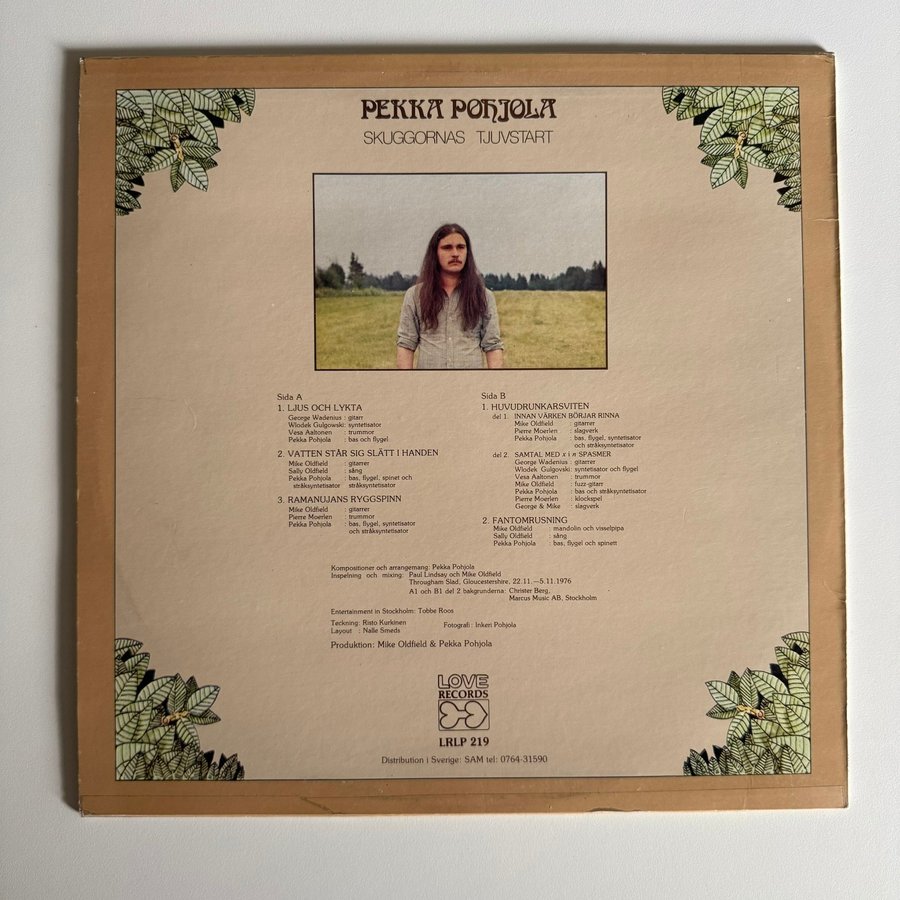 PEKKA POHJOLA
SKUGGORNAS TJUVSTART
Side A
1. LJUS OCH LYKTA
George Wadenius : gitarr
Wlodek Gulgowski : syntetisator
Vesa Aaltonen : trummor
Pekka Pohjola : bas och flygel
2. VATTEN STÅR SIG SLÄTT I HANDEN
Mike Oldfield : gitarrer
Sally Oldfield : sång
Pekka Pohjola : bas, flygel, spinet och
stråksyntetisator stråksyntetisator
3. RAMANUJANS RYGGSPINN
Mike Oldfield : gitarrer
Pierre Moerlen : trummor
Pekka Pohjola : bas, flygel, syntetisator
och stråksyntetisator
Sida B
1. HUVUDRUNKARSVITEN
del 1. INNAN VÄRKEN BÖRJAR RINNA
Mike Oldfield : gitarrer
Pierre Moerlen : slagverk
Pekka Pohjola : bas, flygel, syntetisator
och stråksyntetisator
del 2. SAMTAL MED x i n SPASMER
George Wadenius : gitarrer
Wlodek Gulgovski : syntetisator och flygel
Vesa Aaltonen : trummor
Mike Oldfield : fuzz-gitarr
Pekka Pohjola : bas och stråksyntetisator
Pierre Moerlen : klockspel
George & Mike : slagverk
2. FANTOMRUSNING
Mike Oldfield : mandolin och visselpipa
Sally Oldfield : sång
Pekka Pohjola : bas, flygel och spinett
Kompositioner och arrangemang: Pekka Pohjola
Inspelning och mixing: Paul Lindsay och Mike Oldfield
Througham Slad, Gloucestershire, 22.11.—5.11.1976
A1 och B1 del 2 bakgrunderna: Christer Berg,
Marcus Music AB, Stockholm
Entertainment in Stockholm: Tobbe Roos
Teckning: Risto Kurkinen Fotografi: Inkeri Pohjola
Layout : Nalle Smeds
Produktion: Mike Oldfield & Pekka Pohjola
LOVE
RECORDS
LRLP 219
Distribution i Sverige: SAM tel: 0764-31590